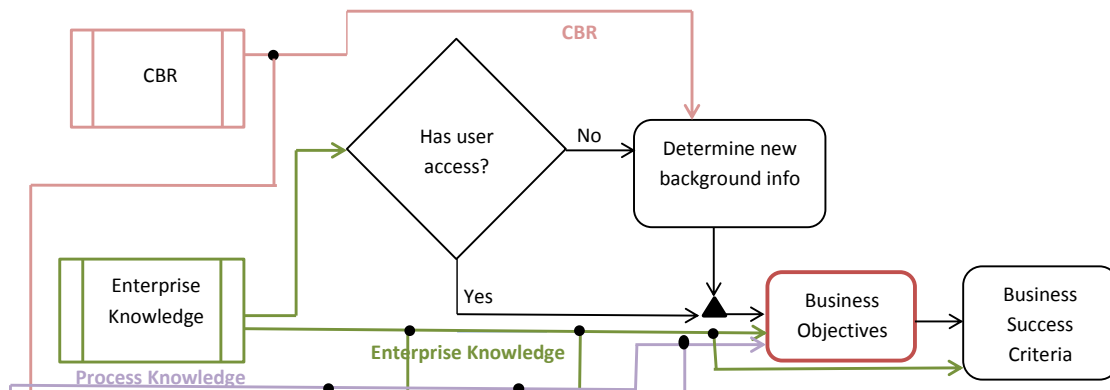 CBR
CBR
Has user
access?
No
Determine new
background info
Enterprise
Knowledge
Yes
Business
Objectives
Business
Success
Criteria
Enterprise Knowledge
Process Knowledge